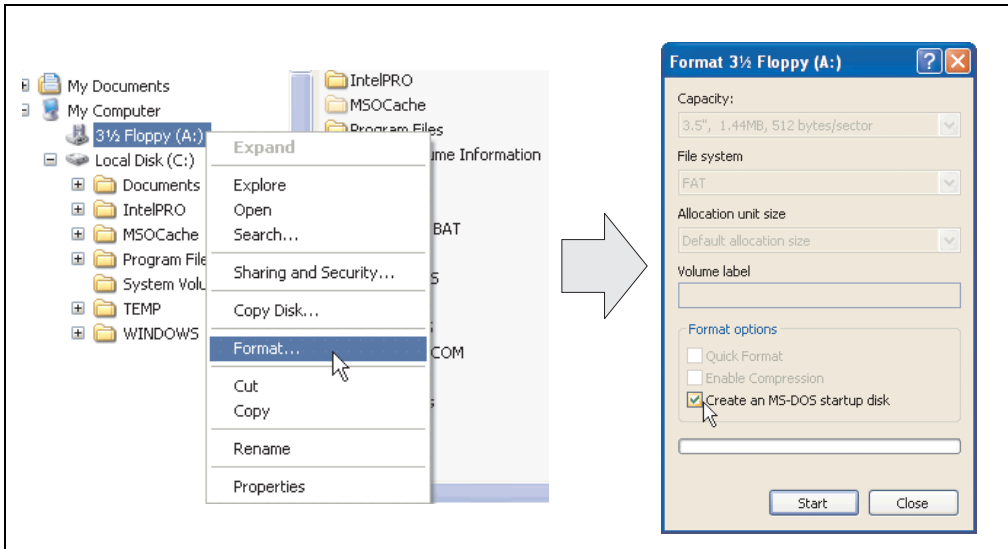 My Documents
My Computer
3½ Floppy (A:)
Local Disk (C:)
Documents
IntelPRO
MSOCache
Program File
System Volu
TEMP
WINDOWS
IntelPRO
MSOCache
Program Files
ume Information
BAT
S
COM
Expand
Explore
Open
Search...
Sharing and Security...
Copy Disk...
Format...
Cut
Copy
Rename
Properties
Format 3½ Floppy (A:)
Capacity:
3.5", 1.44MB, 512 bytes/sector
File system
FAT
Allocation unit size
Default allocation size
Volume label
Format options
Quick Format
Enable Compression
Create an MS-DOS startup disk
Start Close